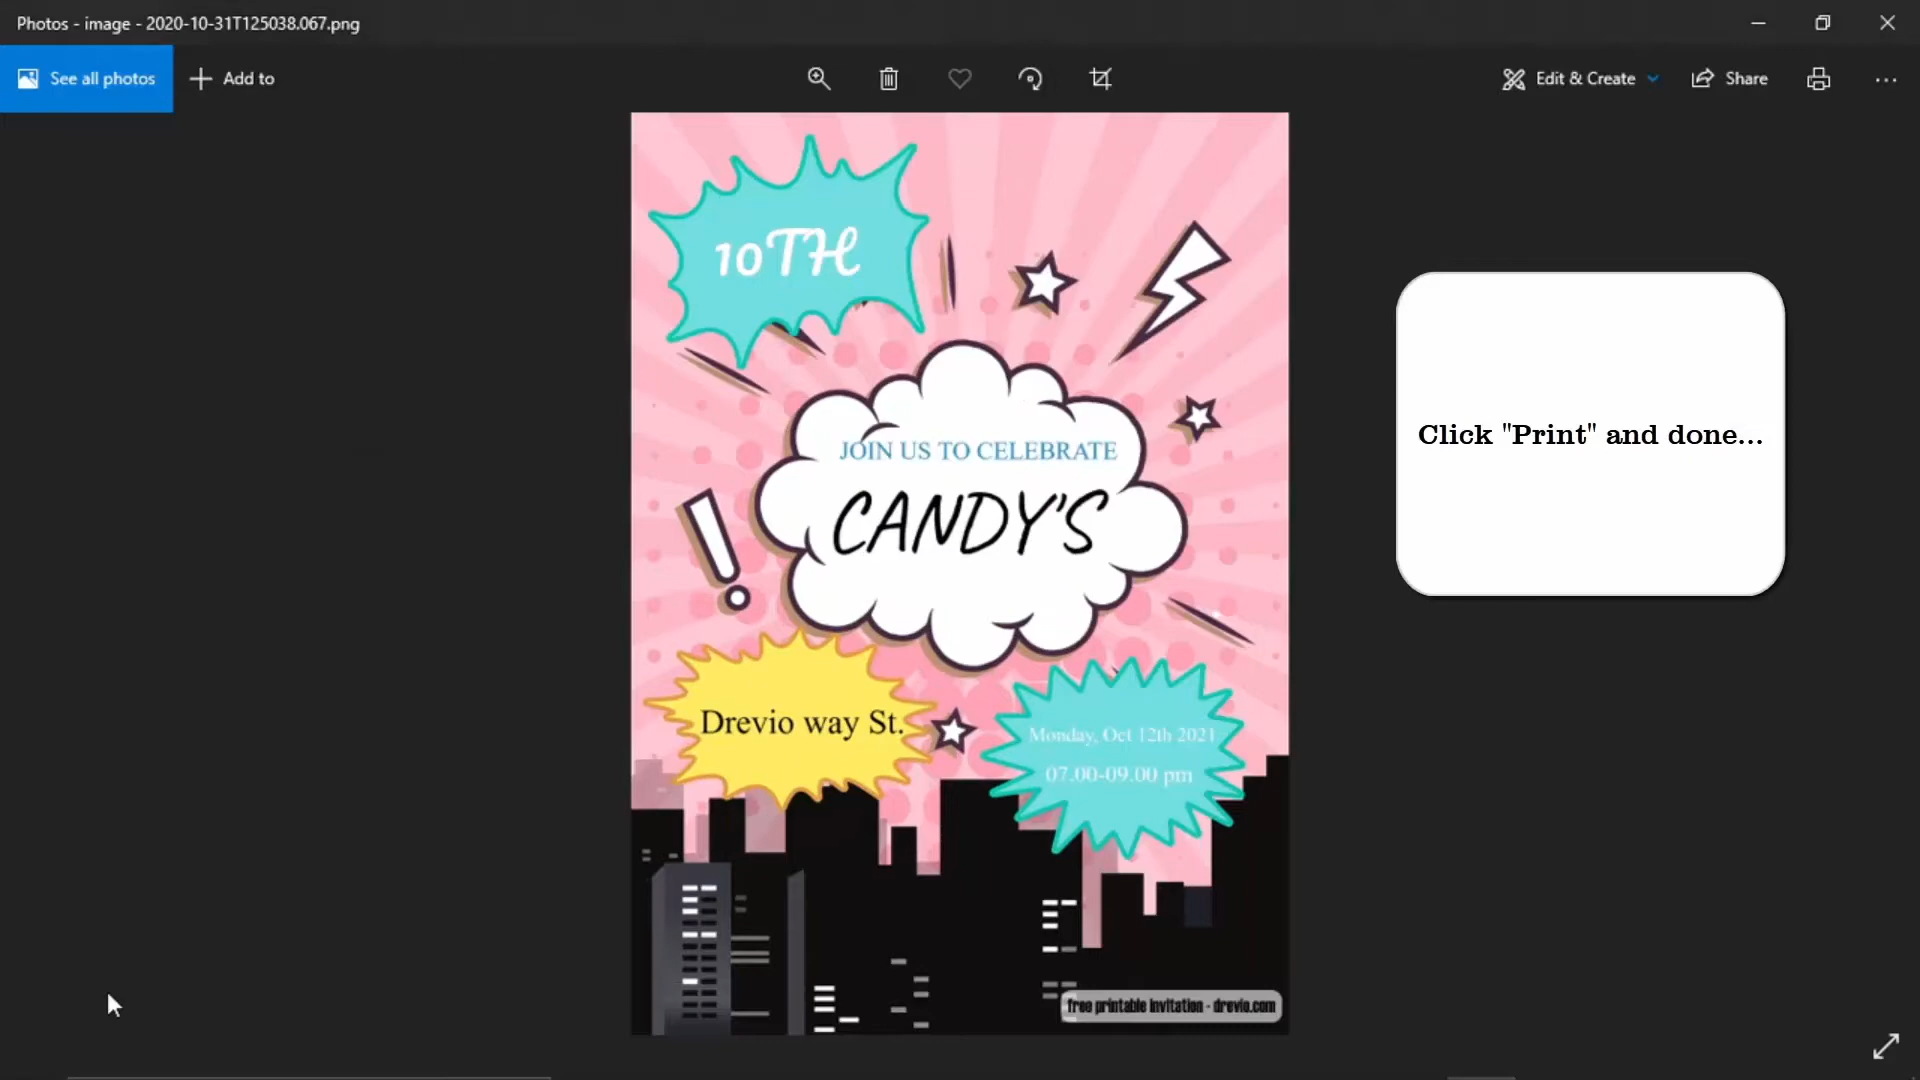 Photos - image - 2020-10-31T125038.067.png
See all photos
Add to
Edit & Create
Share
10TH
JOIN US TO CELEBRATE
CANDY'S
Click "Print" and done...
Drevio way St.
Monday, Oct 12th 2021
07.00-09.00 pm
free printable invitation - drevio.com